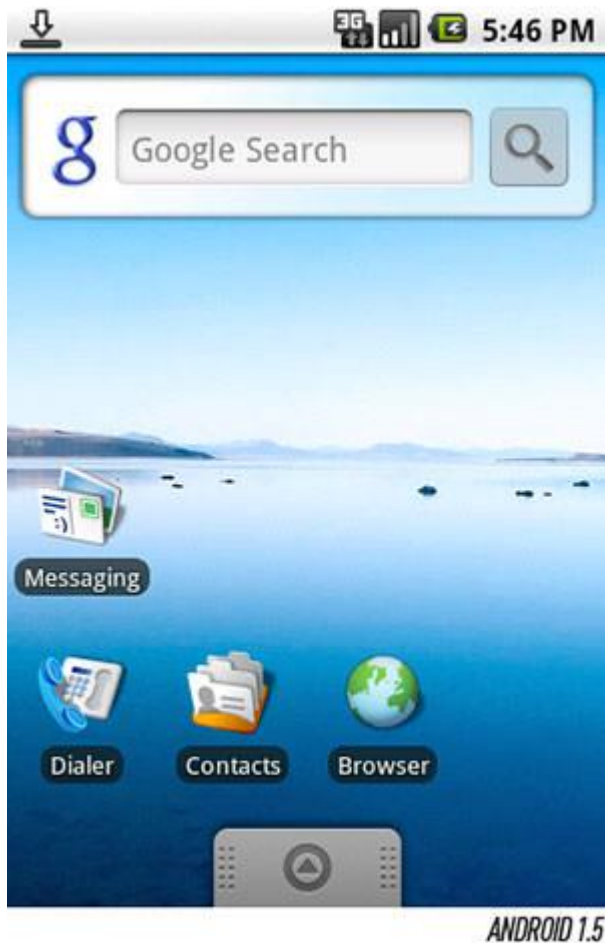 3G 5:46 PM
g Google Search
Messaging
Dialer Contacts Browser
ANDROID 1.5